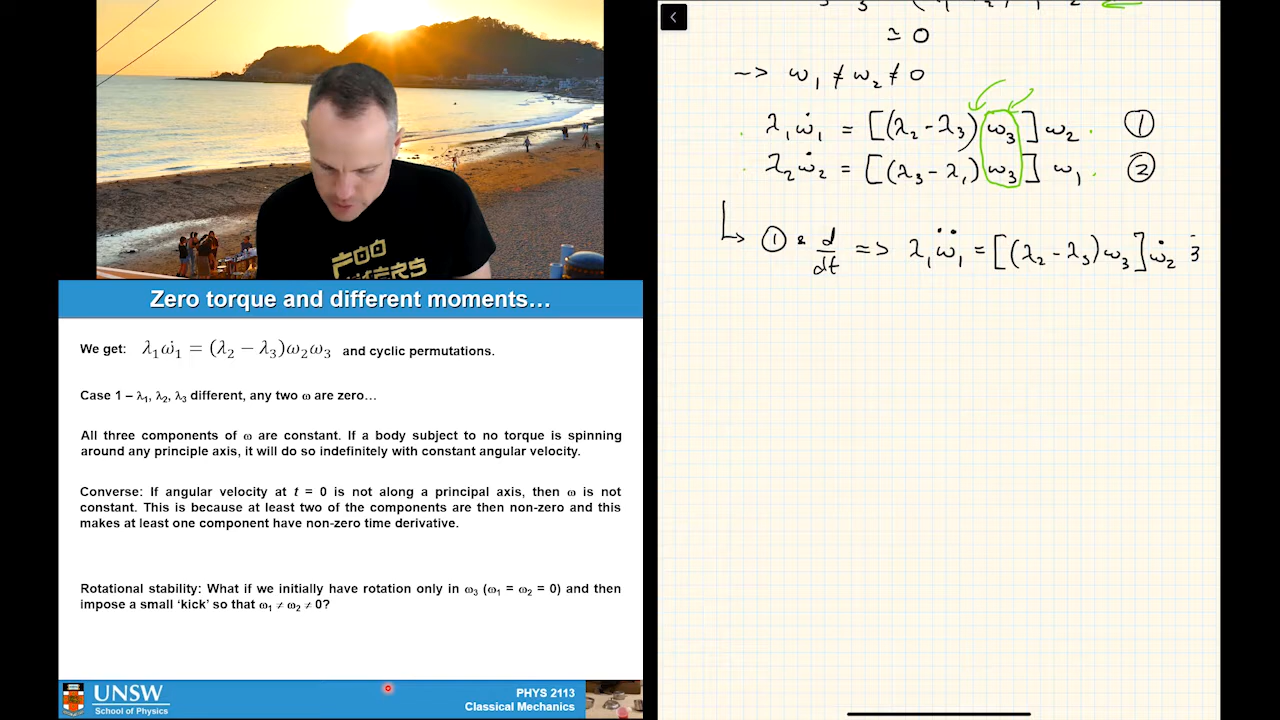 FOO
FIGHTERS
Zero torque and different moments…
We get: λ₁ω̇₁ = (λ₂ − λ₃)ω₂ω₃ and cyclic permutations.
Case 1 – λ₁, λ₂, λ₃ different, any two ω are zero…
All three components of ω are constant. If a body subject to no torque is spinning
around any principle axis, it will do so indefinitely with constant angular velocity.
Converse: If angular velocity at t = 0 is not along a principal axis, then ω is not
constant. This is because at least two of the components are then non-zero and this
makes at least one component have non-zero time derivative.
Rotational stability: What if we initially have rotation only in ω₃ (ω₁ = ω₂ = 0) and then
impose a small ‘kick’ so that ω₁ ≠ ω₂ ≠ 0?
UNSW
School of Physics
PHYS 2113
Classical Mechanics
≃ 0
-> ω₁ ≠ ω₂ ≠ 0
λ₁ω̇₁ = [(λ₂ - λ₃) ω₃] ω₂ ①
λ₂ω̇₂ = [(λ₃ - λ₁) ω₃] ω₁ ②
↳ ① & d/dt => λ₁ω̈₁ = [(λ₂ - λ₃)ω₃]ω̇₂